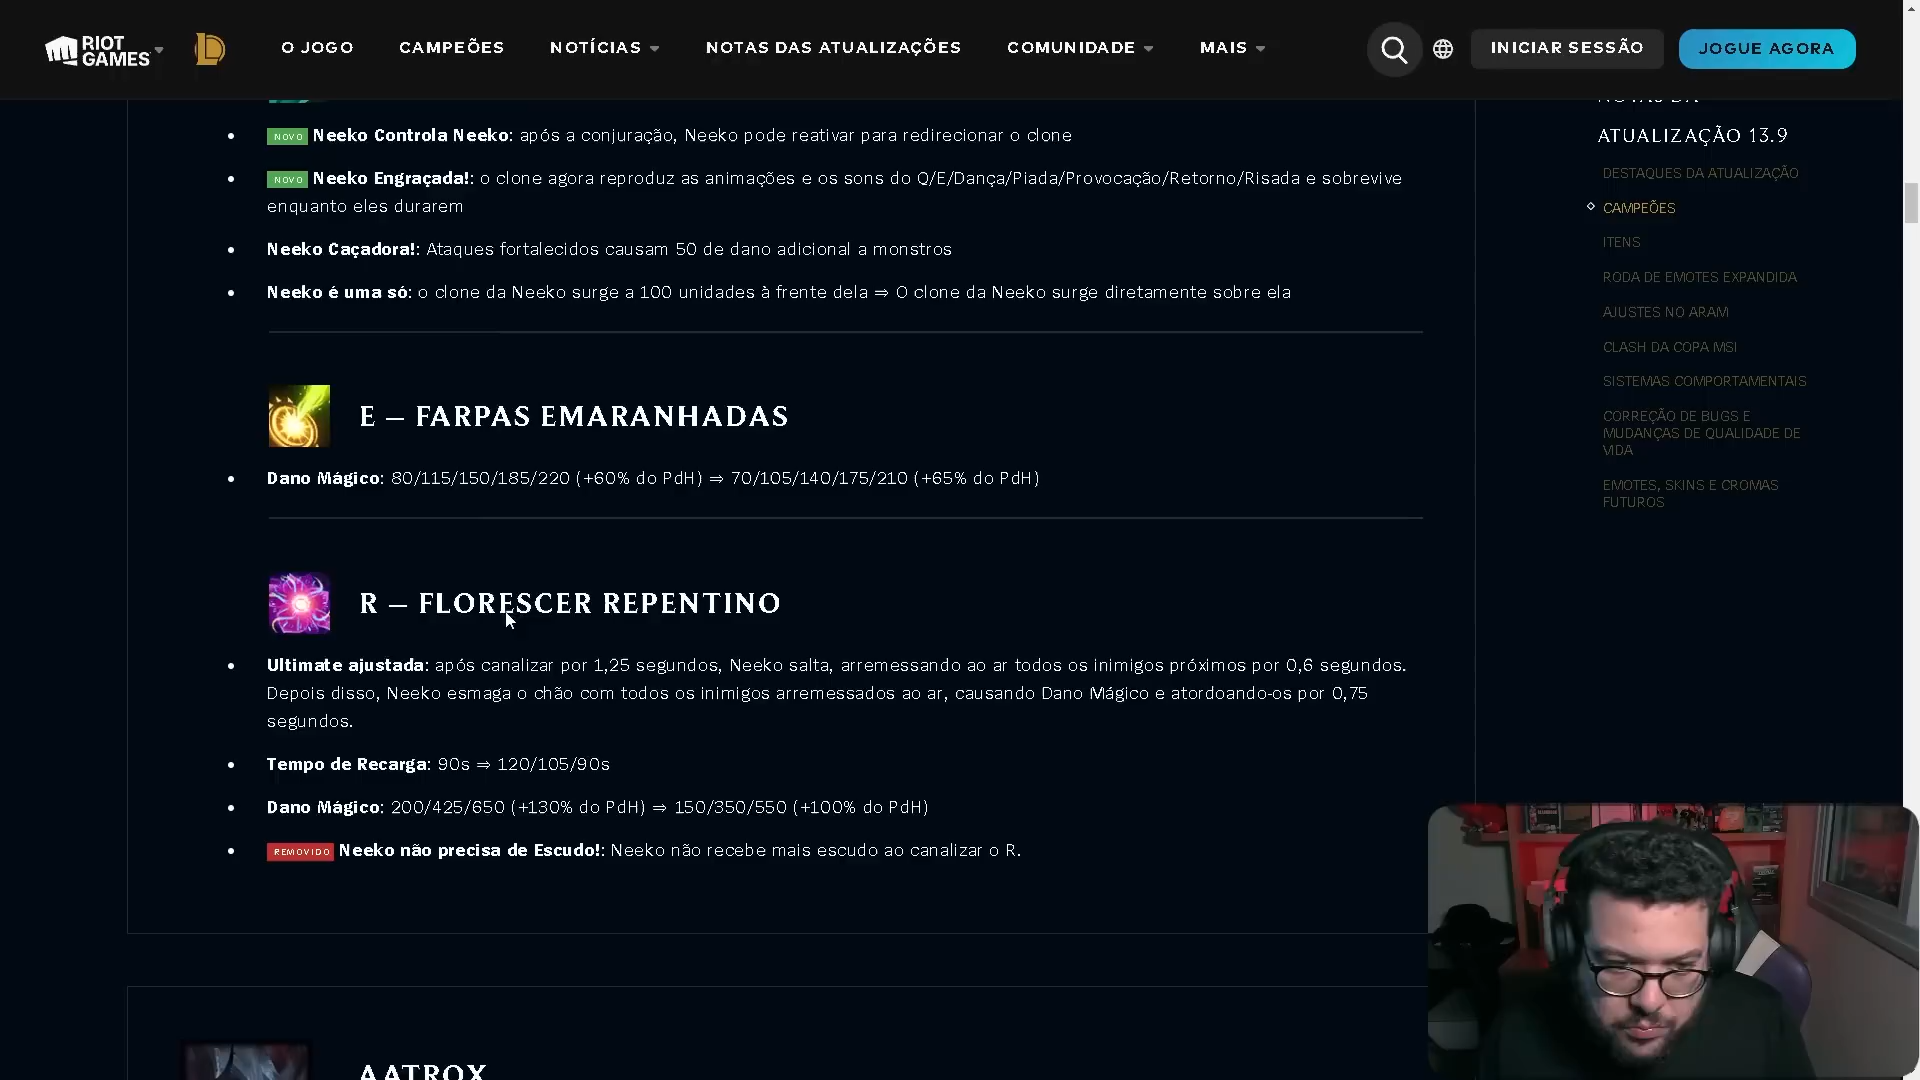 RIOT GAMES
O JOGO
CAMPEÕES
NOTÍCIAS
NOTAS DAS ATUALIZAÇÕES
COMUNIDADE
MAIS
INICIAR SESSÃO
JOGUE AGORA
NOVO Neeko Controla Neeko: após a conjuração, Neeko pode reativar para redirecionar o clone
NOVO Neeko Engraçada!: o clone agora reproduz as animações e os sons do Q/E/Dança/Piada/Provocação/Retorno/Risada e sobrevive
enquanto eles durarem
Neeko Caçadora!: Ataques fortalecidos causam 50 de dano adicional a monstros
Neeko é uma só: o clone da Neeko surge a 100 unidades à frente dela ⇒ O clone da Neeko surge diretamente sobre ela
E – FARPAS EMARANHADAS
Dano Mágico: 80/115/150/185/220 (+60% do PdH) ⇒ 70/105/140/175/210 (+65% do PdH)
R – FLORESCER REPENTINO
Ultimate ajustada: após canalizar por 1,25 segundos, Neeko salta, arremessando ao ar todos os inimigos próximos por 0,6 segundos.
Depois disso, Neeko esmaga o chão com todos os inimigos arremessados ao ar, causando Dano Mágico e atordoando-os por 0,75
segundos.
Tempo de Recarga: 90s ⇒ 120/105/90s
Dano Mágico: 200/425/650 (+130% do PdH) ⇒ 150/350/550 (+100% do PdH)
REMOVIDO Neeko não precisa de Escudo!: Neeko não recebe mais escudo ao canalizar o R.
AATROX
NOTAS DA
ATUALIZAÇÃO 13.9
DESTAQUES DA ATUALIZAÇÃO
CAMPEÕES
ITENS
RODA DE EMOTES EXPANDIDA
AJUSTES NO ARAM
CLASH DA COPA MSI
SISTEMAS COMPORTAMENTAIS
CORREÇÃO DE BUGS E
MUDANÇAS DE QUALIDADE DE
VIDA
EMOTES, SKINS E CROMAS
FUTUROS